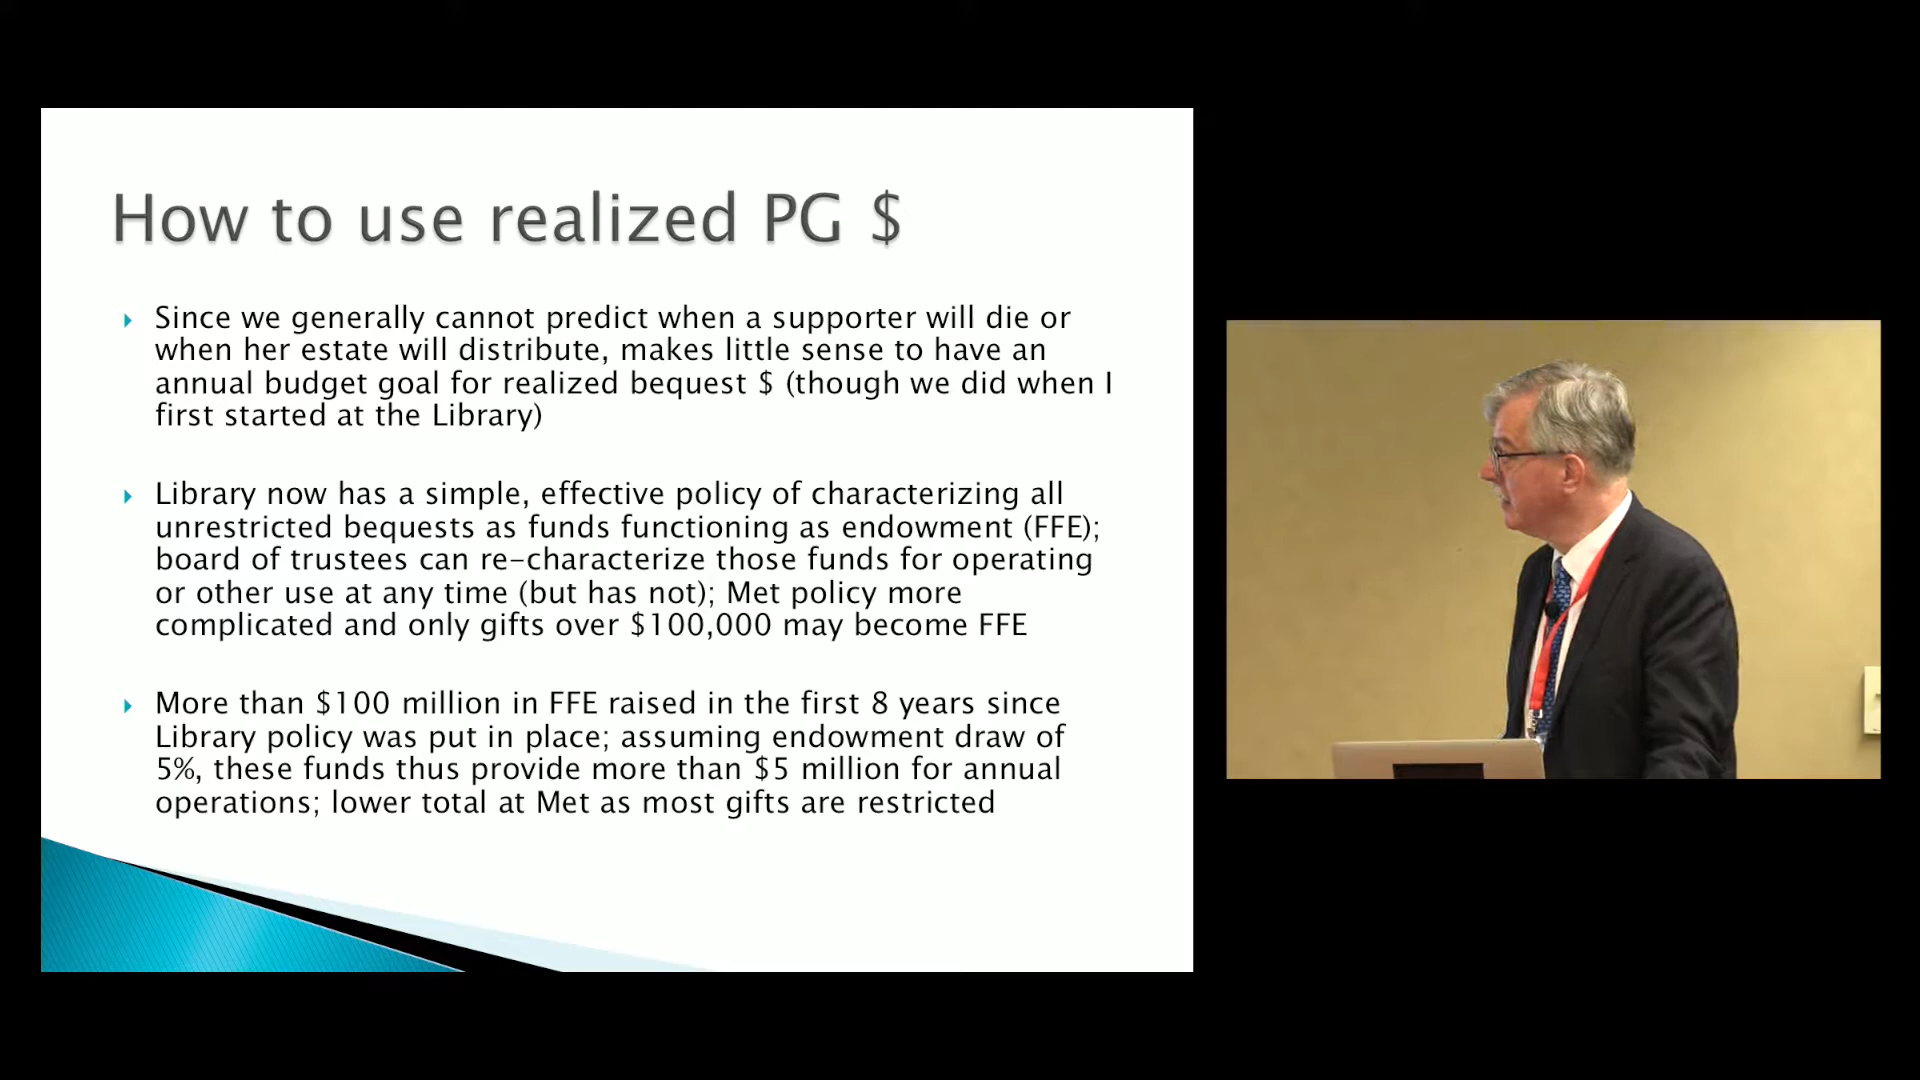 How to use realized PG $
Since we generally cannot predict when a supporter will die or
when her estate will distribute, makes little sense to have an
annual budget goal for realized bequest $ (though we did when I
first started at the Library)
Library now has a simple, effective policy of characterizing all
unrestricted bequests as funds functioning as endowment (FFE);
board of trustees can re-characterize those funds for operating
or other use at any time (but has not); Met policy more
complicated and only gifts over $100,000 may become FFE
More than $100 million in FFE raised in the first 8 years since
Library policy was put in place; assuming endowment draw of
5%, these funds thus provide more than $5 million for annual
operations; lower total at Met as most gifts are restricted